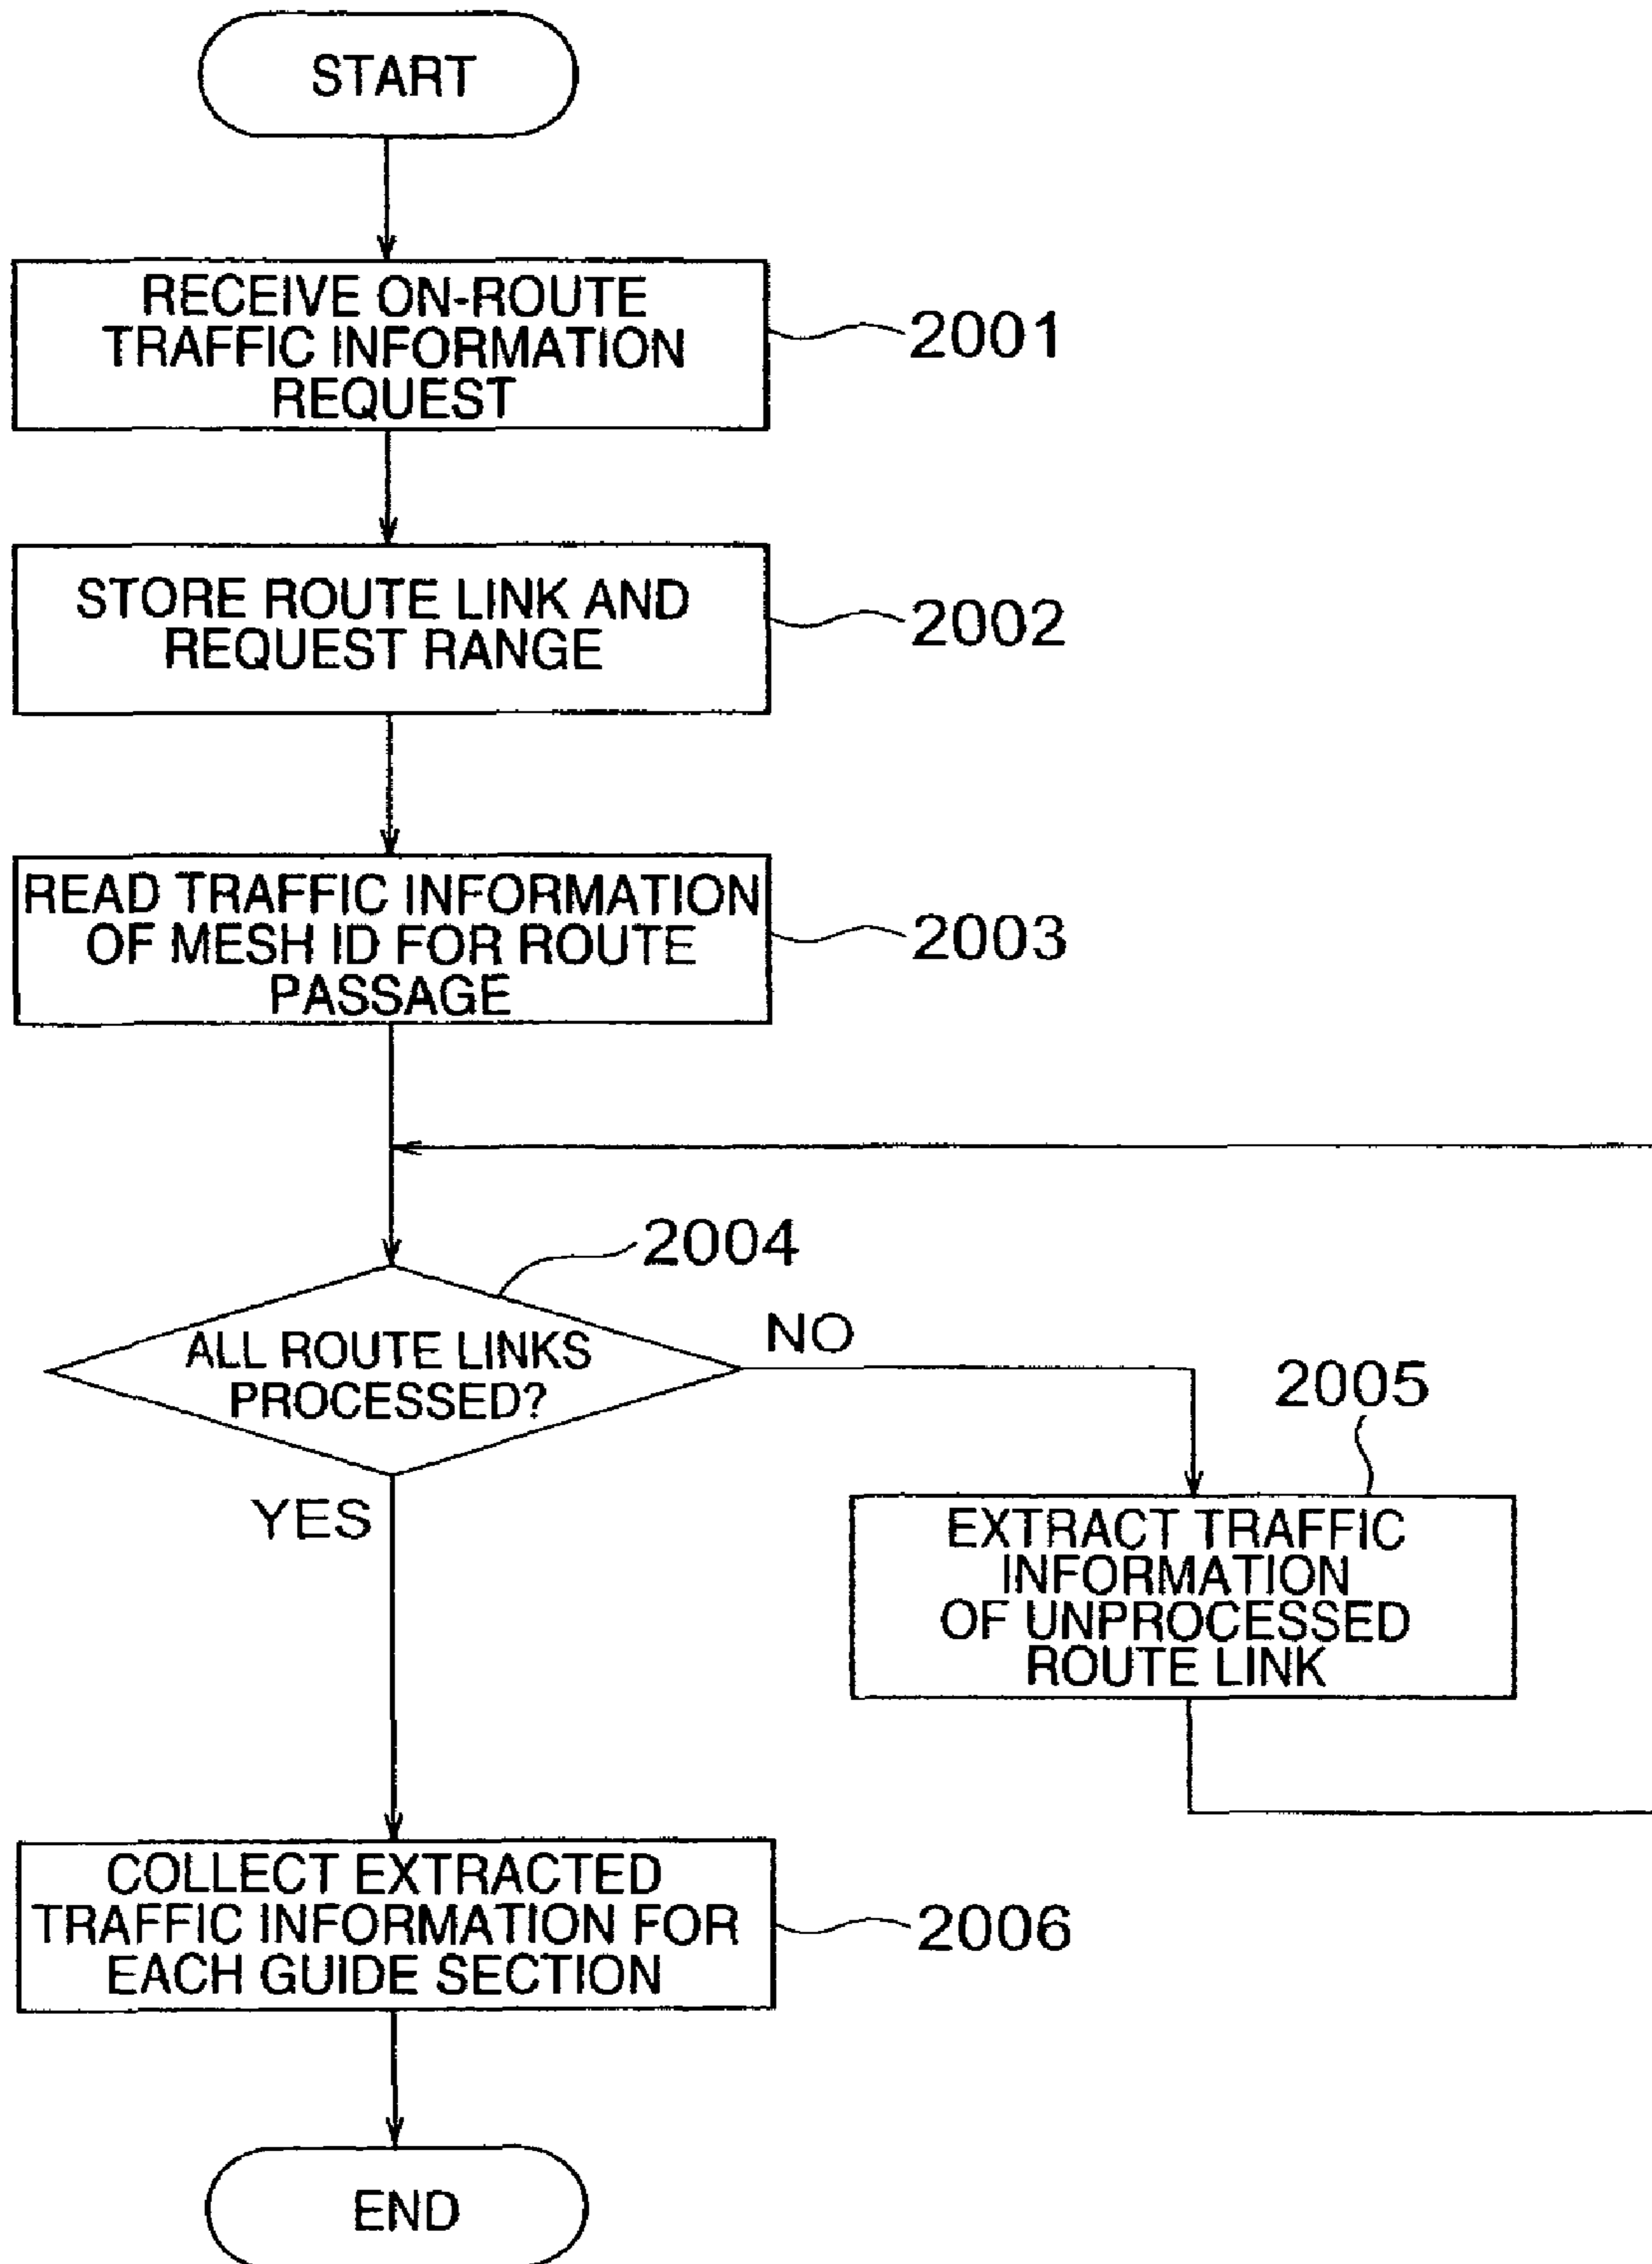 START
RECEIVE ON-ROUTE
TRAFFIC INFORMATION
REQUEST
2001
STORE ROUTE LINK AND
REQUEST RANGE
2002
READ TRAFFIC INFORMATION
OF MESH ID FOR ROUTE
PASSAGE
2003
2004
ALL ROUTE LINKS
PROCESSED?
NO
YES
2005
EXTRACT TRAFFIC
INFORMATION
OF UNPROCESSED
ROUTE LINK
COLLECT EXTRACTED
TRAFFIC INFORMATION FOR
EACH GUIDE SECTION
2006
END